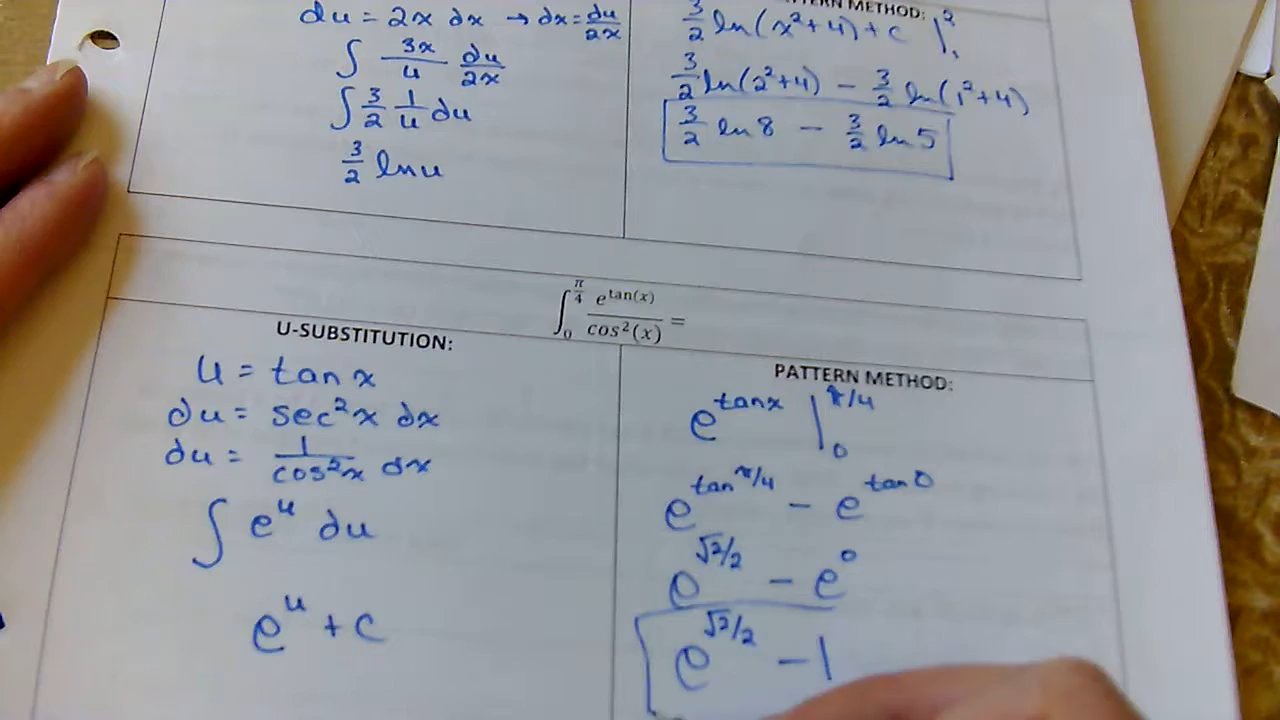 du = 2x dx → dx = du/2x
∫ 3x/u du/2x
∫ 3/2 1/u du
3/2 ln u
METHOD:
3/2 ln(x²+4)+c |²₁
3/2 ln(2²+4) − 3/2 ln(1²+4)
3/2 ln 8 − 3/2 ln 5
∫₀^(π/4) e^tan(x)/cos²(x) =
U-SUBSTITUTION:
u = tan x
du = sec²x dx
du = 1/cos²x dx
∫ e^u du
e^u + c
PATTERN METHOD:
e^tanx |₀^π/4
e^tan π/4 − e^tan 0
e^√2/2 − e^0
e^√2/2 − 1